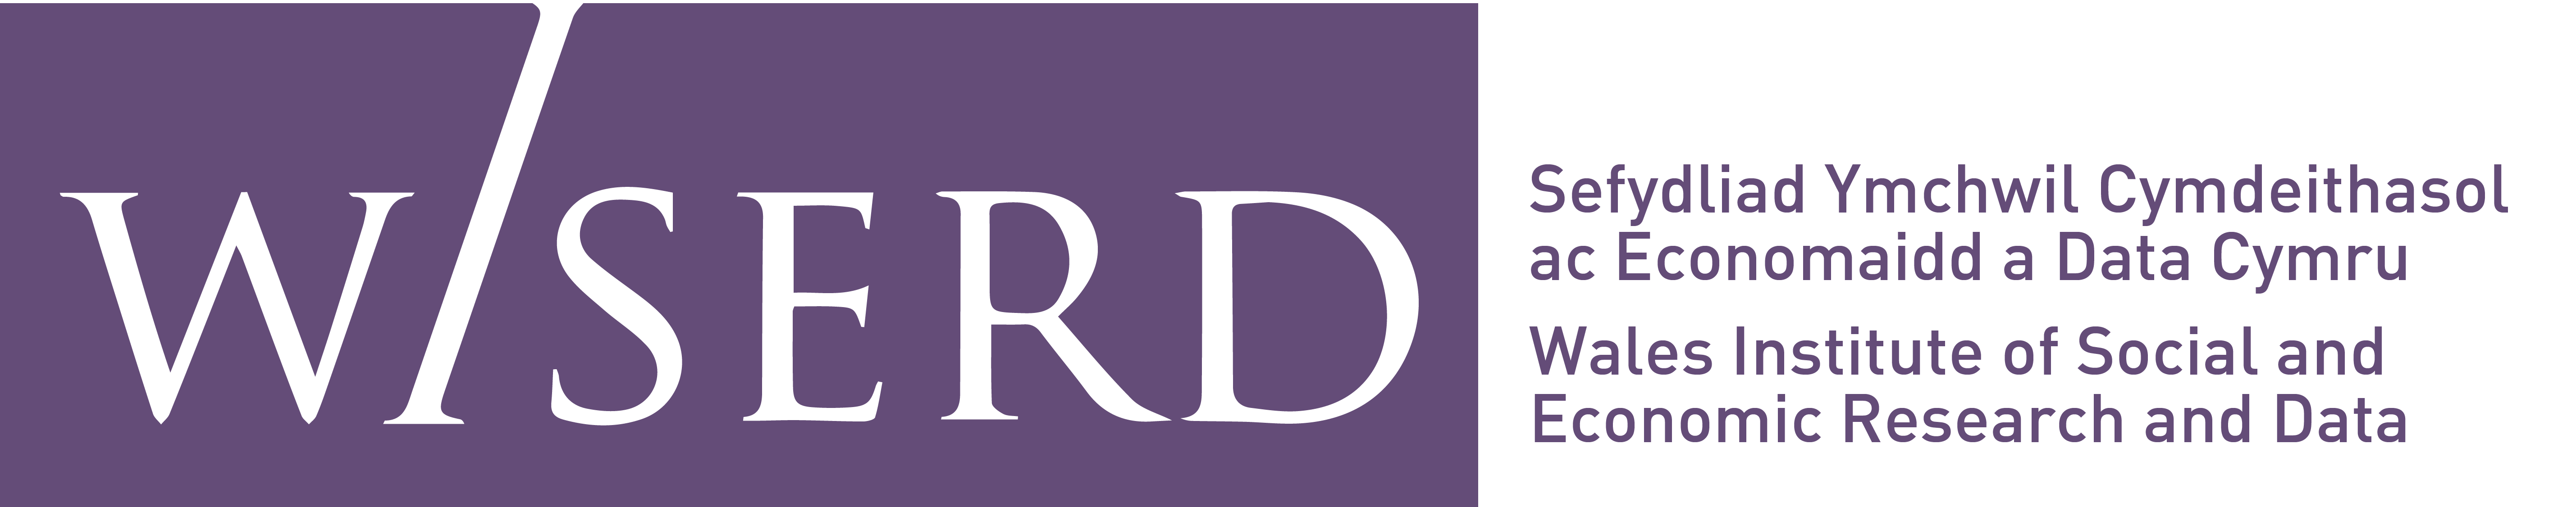 WISERD
Sefydliad Ymchwil Cymdeithasol
ac Economaidd a Data Cymru
Wales Institute of Social and
Economic Research and Data